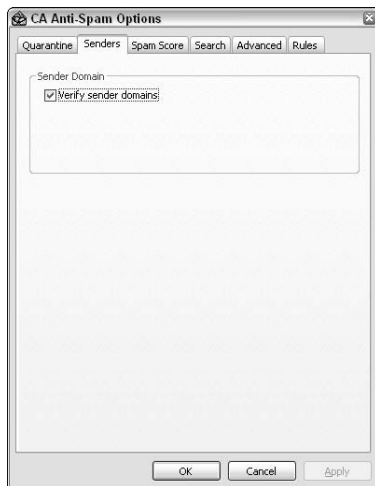 CA Anti-Spam Options
Quarantine Senders Spam Score Search Advanced Rules
Sender Domain
Verify sender domains
OK Cancel Apply